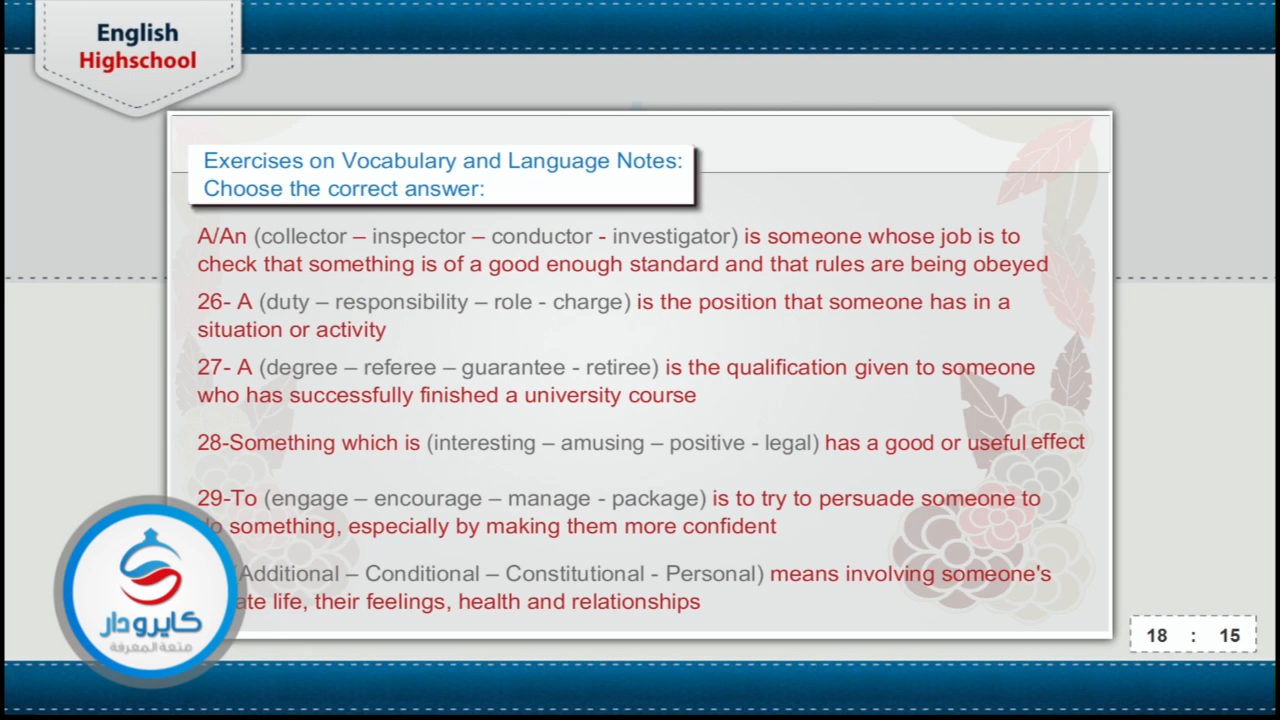 English
Highschool
Exercises on Vocabulary and Language Notes:
Choose the correct answer:
A/An (collector – inspector – conductor - investigator) is someone whose job is to
check that something is of a good enough standard and that rules are being obeyed
26- A (duty – responsibility – role - charge) is the position that someone has in a
situation or activity
27- A (degree – referee – guarantee - retiree) is the qualification given to someone
who has successfully finished a university course
28-Something which is (interesting – amusing – positive - legal) has a good or useful effect
29-To (engage – encourage – manage - package) is to try to persuade someone to
something, especially by making them more confident
(Additional – Conditional – Constitutional - Personal) means involving someone's
life, their feelings, health and relationships
كايرودار
متعة المعرفة
18 : 15